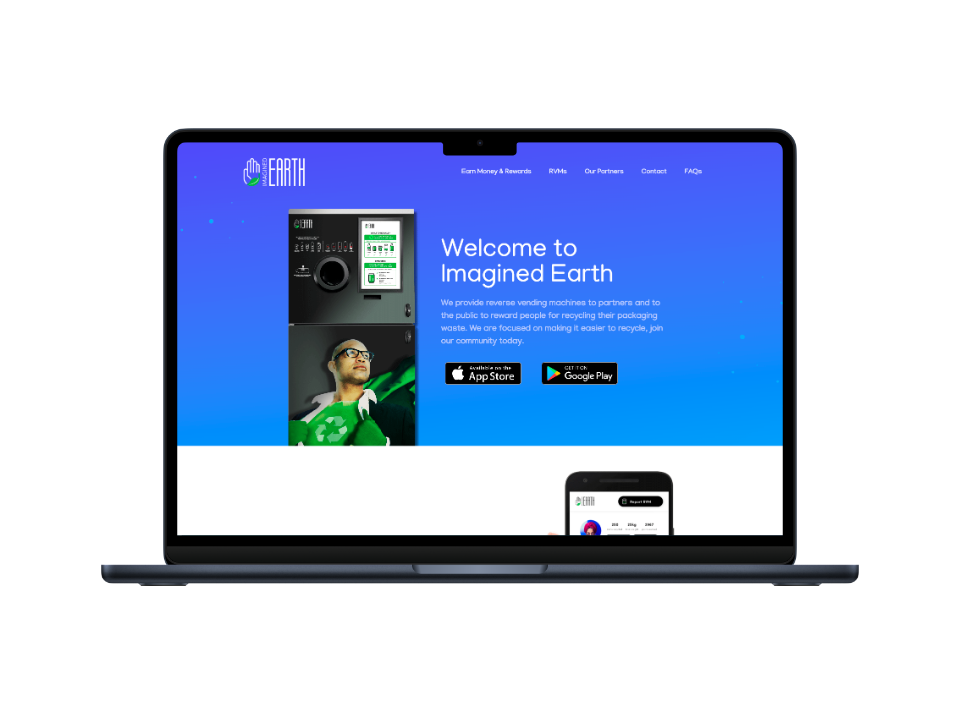 IMAGINED
EARTH
Earn Money & Rewards
RVMs
Our Partners
Contact
FAQs
EARTH
Welcome to
Imagined Earth
We provide reverse vending machines to partners and to
the public to reward people for recycling their packaging
waste. We are focused on making it easier to recycle, join
our community today.
Available on the
App Store
GET IT ON
Google Play
EARTH